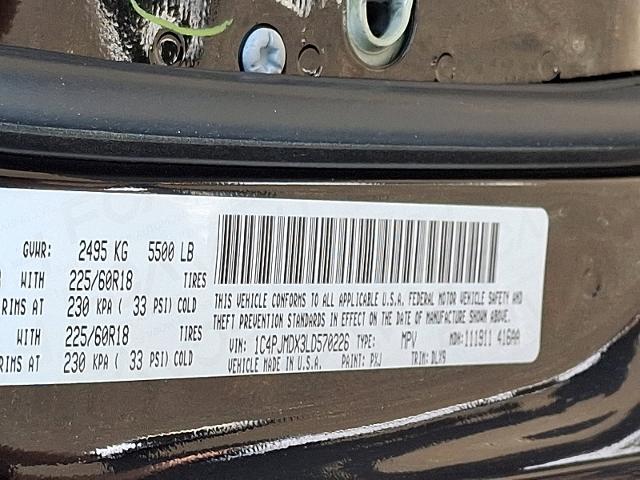 GVWR: 2495 KG 5500 LB
WITH 225/60R18 TIRES
RIMS AT 230 KPA ( 33 PSI) COLD
WITH 225/60R18 TIRES
RIMS AT 230 KPA ( 33 PSI) COLD
THIS VEHICLE CONFORMS TO ALL APPLICABLE U.S.A. FEDERAL MOTOR VEHICLE SAFETY AND
THEFT PREVENTION STANDARDS IN EFFECT ON THE DATE OF MANUFACTURE SHOWN ABOVE.
VIN: 1C4PJMDX3LD570226 TYPE: MPV MDH: 111911 416AA
VEHICLE MADE IN U.S.A. PAINT: PXJ TRIM: DLX9